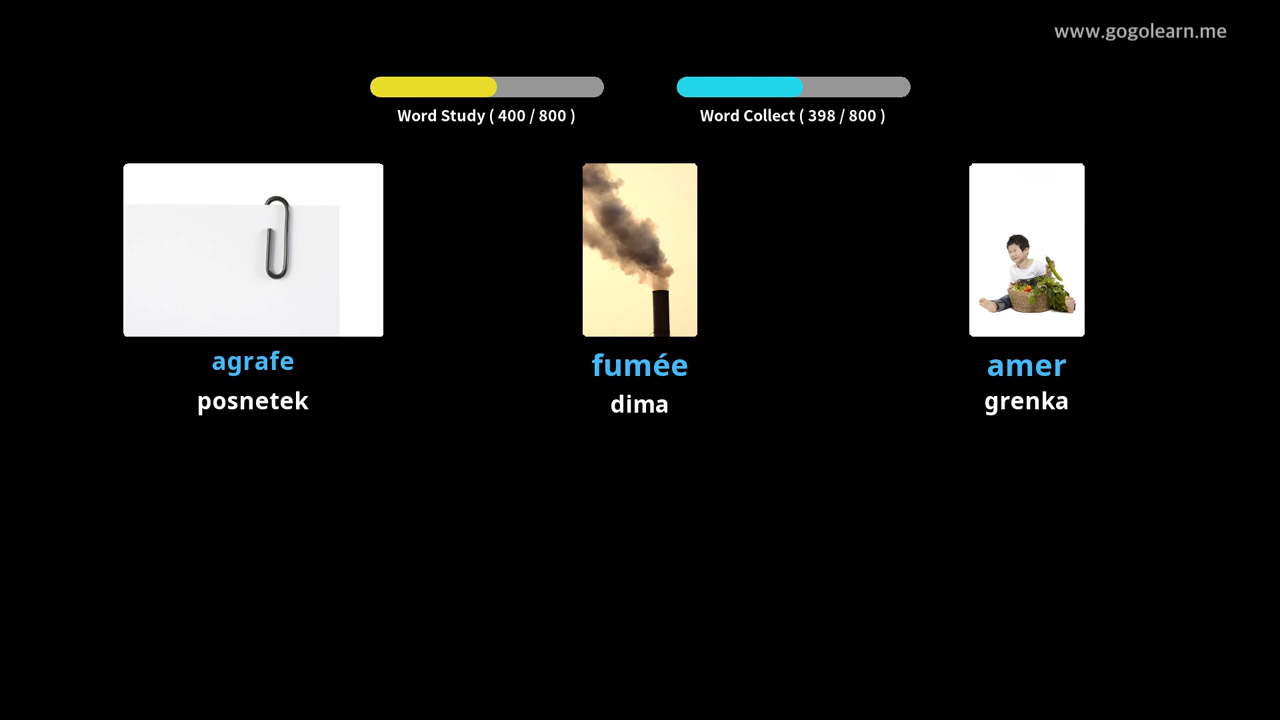 www.gogolearn.me
Word Study ( 400 / 800 )
Word Collect ( 398 / 800 )
agrafe
posnetek
fumée
dima
amer
grenka